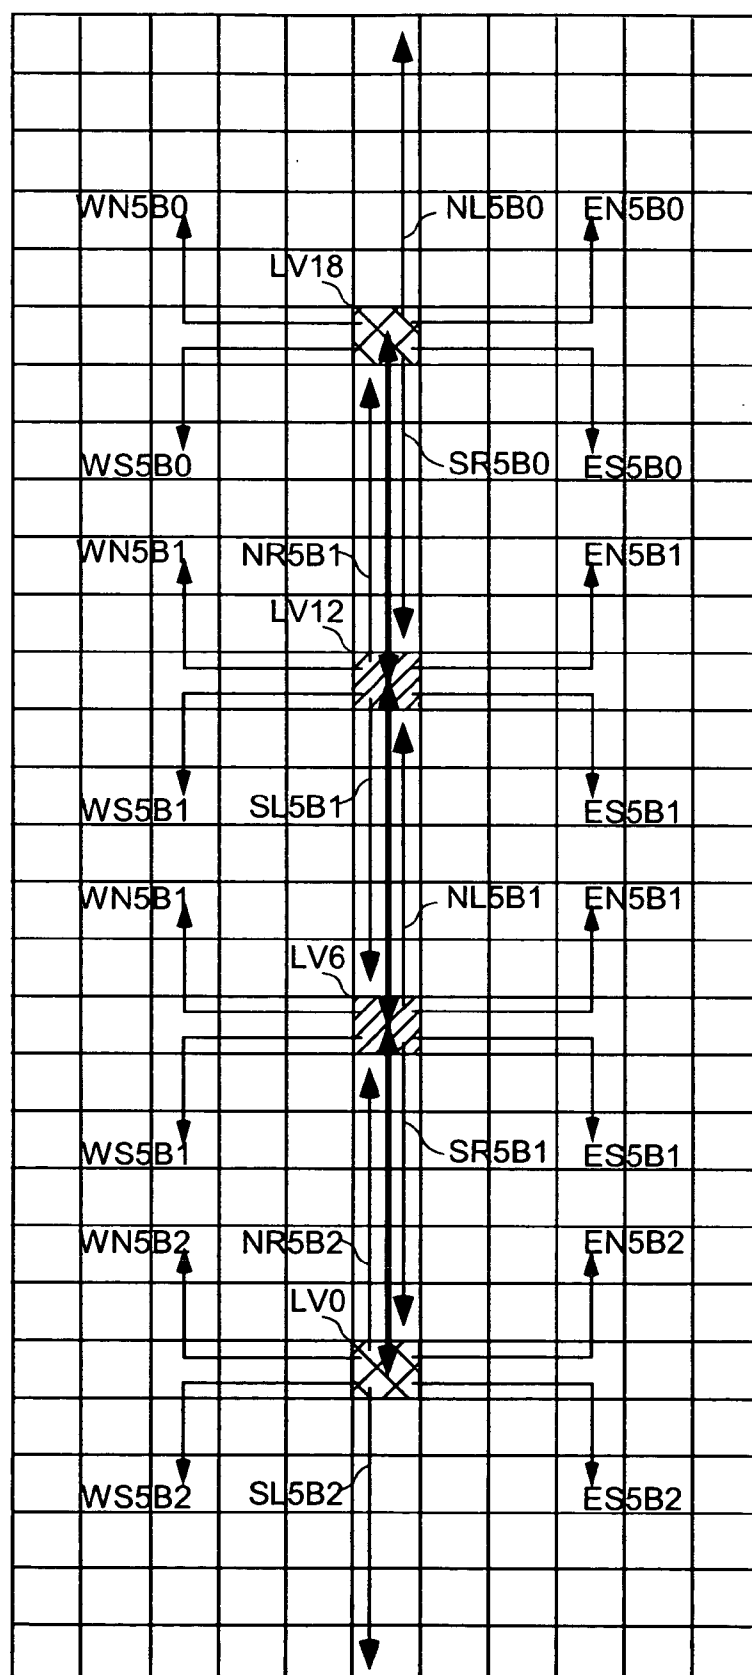 WN5B0 NL5B0 EN5B0
LV18
WS5B0 SR5B0 ES5B0
WN5B1 NR5B1 EN5B1
LV12
WS5B1 SL5B1 ES5B1
WN5B1 NL5B1 EN5B1
LV6
WS5B1 SR5B1 ES5B1
WN5B2 NR5B2 EN5B2
LV0
WS5B2 SL5B2 ES5B2